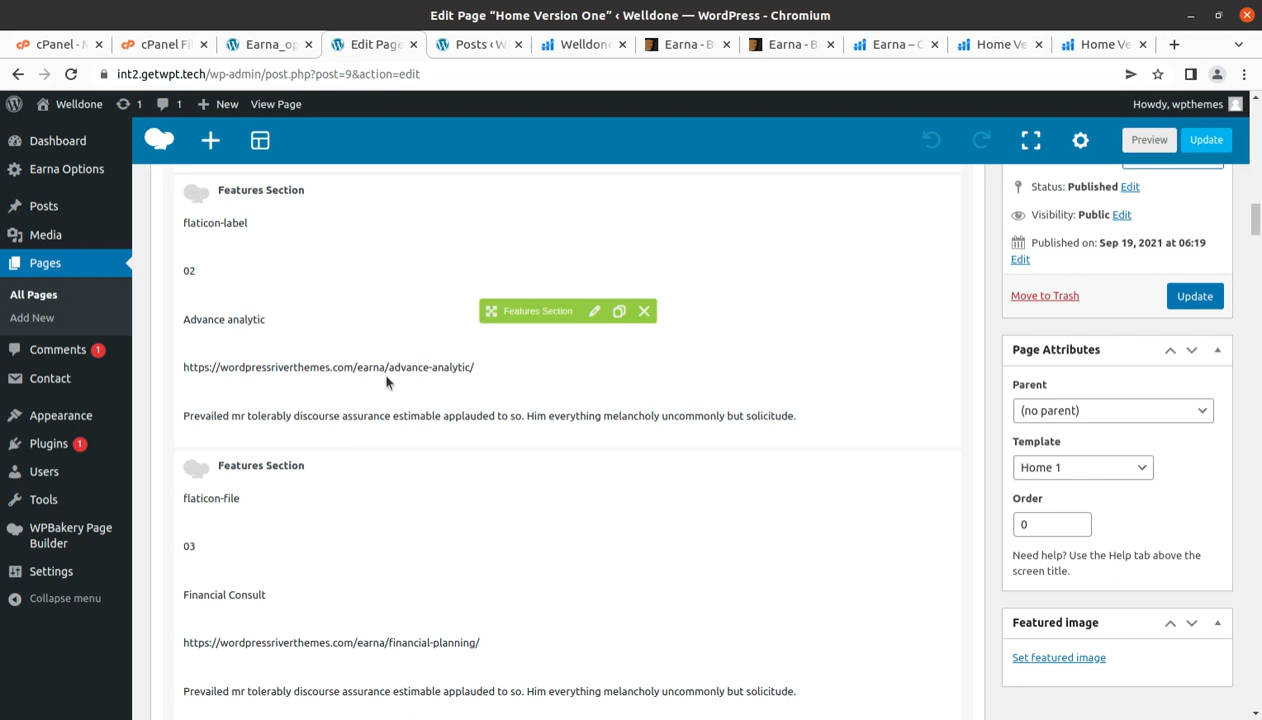 Edit Page “Home Version One” ‹ Welldone — WordPress - Chromium
cPanel - M
cPanel Fi
Earna_op
Edit Page
Posts ‹ W
Welldone
Earna - B
Earna - B
Earna – C
Home Ve
Home Ve
int2.getwpt.tech/wp-admin/post.php?post=9&action=edit
Welldone
1
1
New
View Page
Howdy, wpthemes
Preview
Update
Dashboard
Earna Options
Posts
Media
Pages
All Pages
Add New
Comments 1
Contact
Appearance
Plugins 1
Users
Tools
WPBakery Page
Builder
Settings
Collapse menu
Features Section
flaticon-label
02
Features Section
Advance analytic
https://wordpressriverthemes.com/earna/advance-analytic/
Prevailed mr tolerably discourse assurance estimable applauded to so. Him everything melancholy uncommonly but solicitude.
Features Section
flaticon-file
03
Financial Consult
https://wordpressriverthemes.com/earna/financial-planning/
Prevailed mr tolerably discourse assurance estimable applauded to so. Him everything melancholy uncommonly but solicitude.
Status: Published Edit
Visibility: Public Edit
Published on: Sep 19, 2021 at 06:19
Edit
Move to Trash
Update
Page Attributes
Parent
(no parent)
Template
Home 1
Order
0
Need help? Use the Help tab above the
screen title.
Featured image
Set featured image